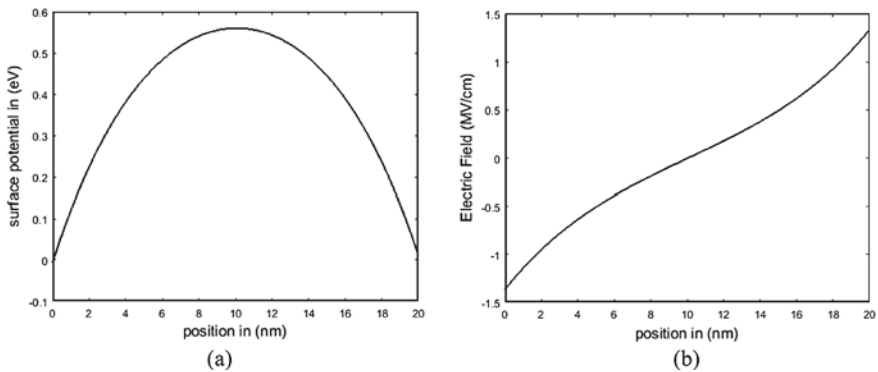 0.6
0.5
0.4
0.3
0.2
0.1
0
-0.1
surface potential in (eV)
0 2 4 6 8 10 12 14 16 18 20
position in (nm)
(a)
1.5
1
0.5
0
-0.5
-1
-1.5
Electric Field (MV/cm)
0 2 4 6 8 10 12 14 16 18 20
position in (nm)
(b)